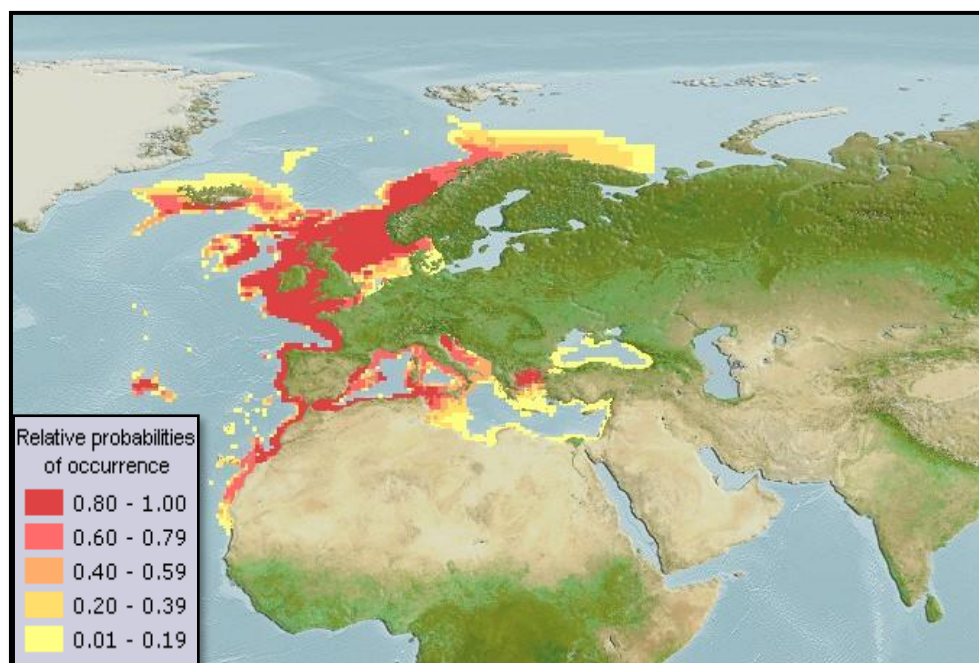 Relative probabilities
of occurrence
0.80 - 1.00
0.60 - 0.79
0.40 - 0.59
0.20 - 0.39
0.01 - 0.19